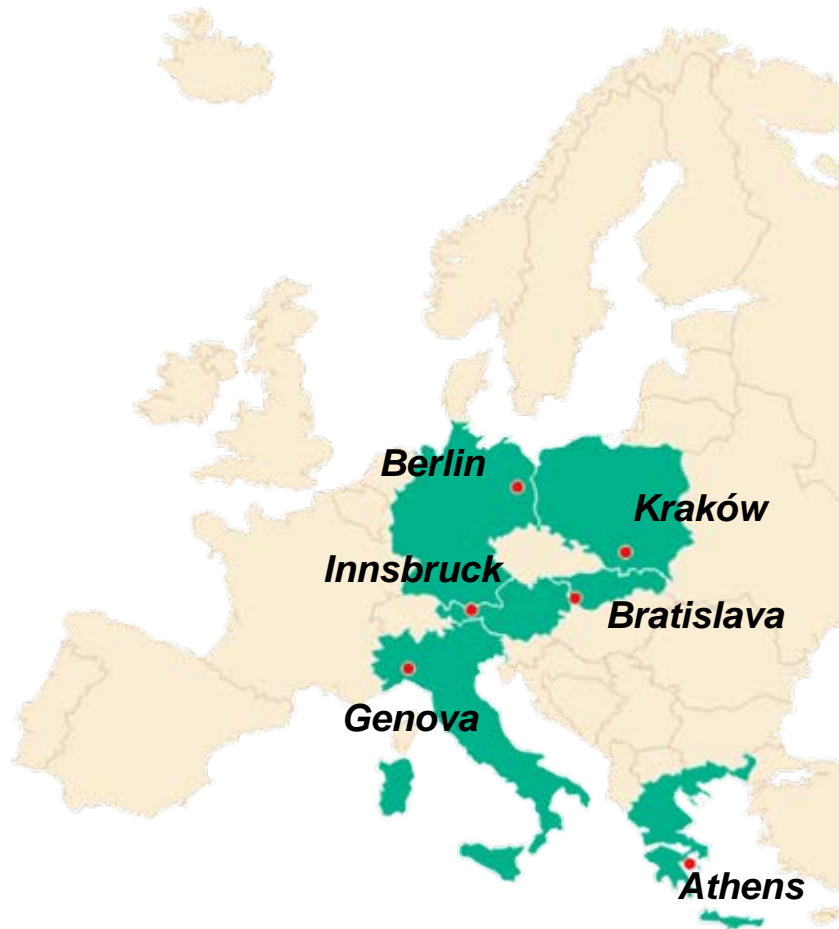 Berlin
Kraków
Innsbruck
Bratislava
Genova
Athens